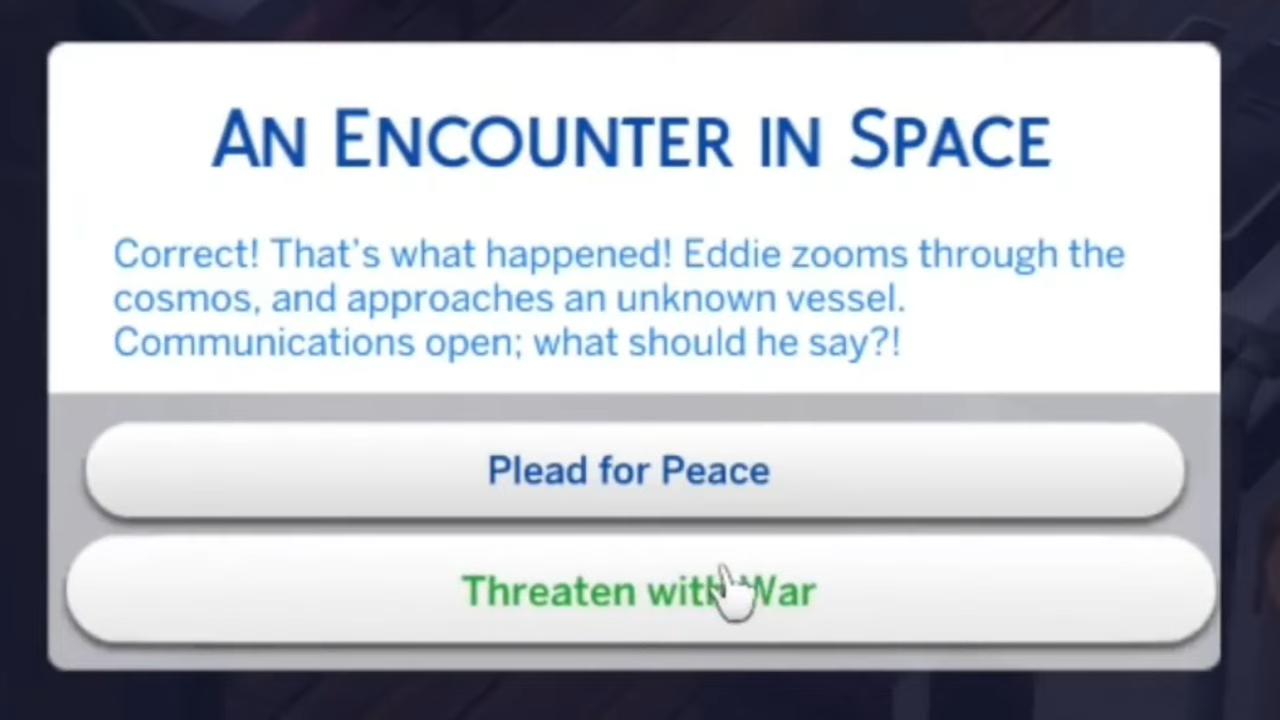 An Encounter in Space
Correct! That's what happened! Eddie zooms through the
cosmos, and approaches an unknown vessel.
Communications open; what should he say?!
Plead for Peace
Threaten with War